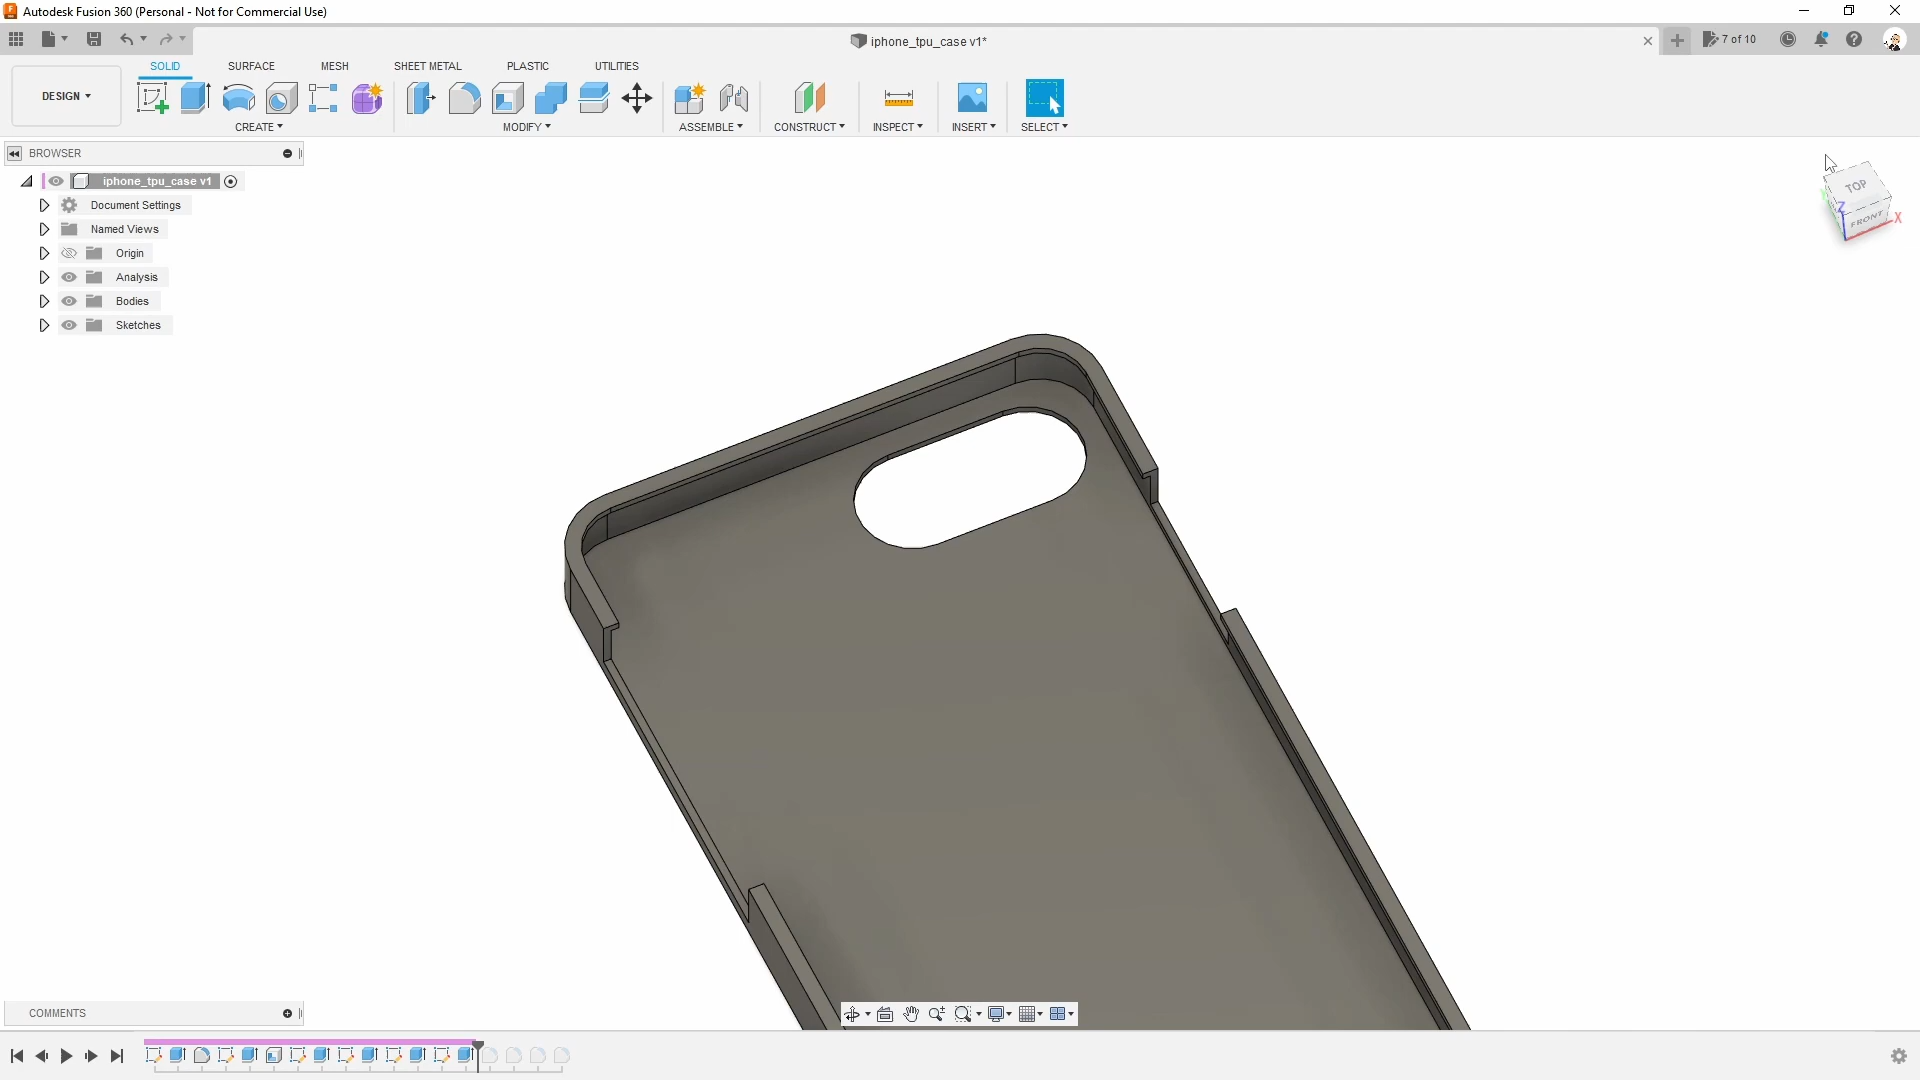 Autodesk Fusion 360 (Personal - Not for Commercial Use)
iphone_tpu_case v1*
7 of 10
DESIGN
SOLID
SURFACE
MESH
SHEET METAL
PLASTIC
UTILITIES
CREATE
MODIFY
ASSEMBLE
CONSTRUCT
INSPECT
INSERT
SELECT
BROWSER
iphone_tpu_case v1
Document Settings
Named Views
Origin
Analysis
Bodies
Sketches
TOP
FRONT
Z
X
COMMENTS